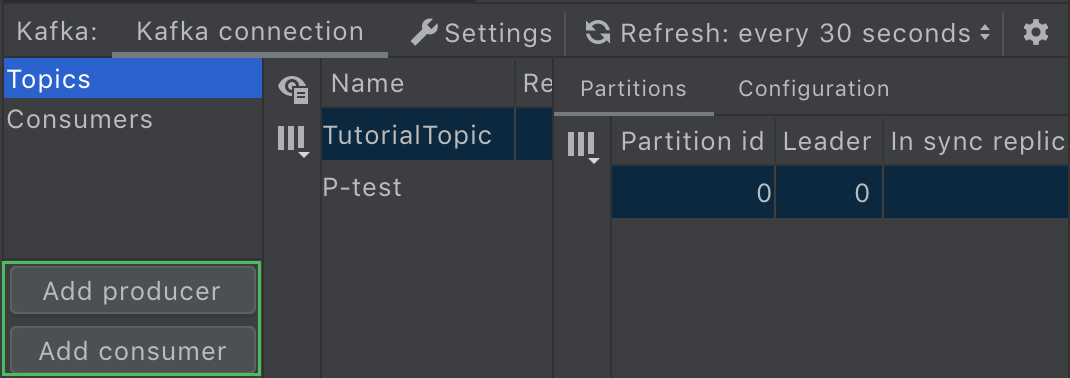 Kafka: Kafka connection Settings Refresh: every 30 seconds
Topics
Consumers
Add producer
Add consumer
Name Re
TutorialTopic
P-test
Partitions Configuration
Partition id Leader In sync replic
0 0